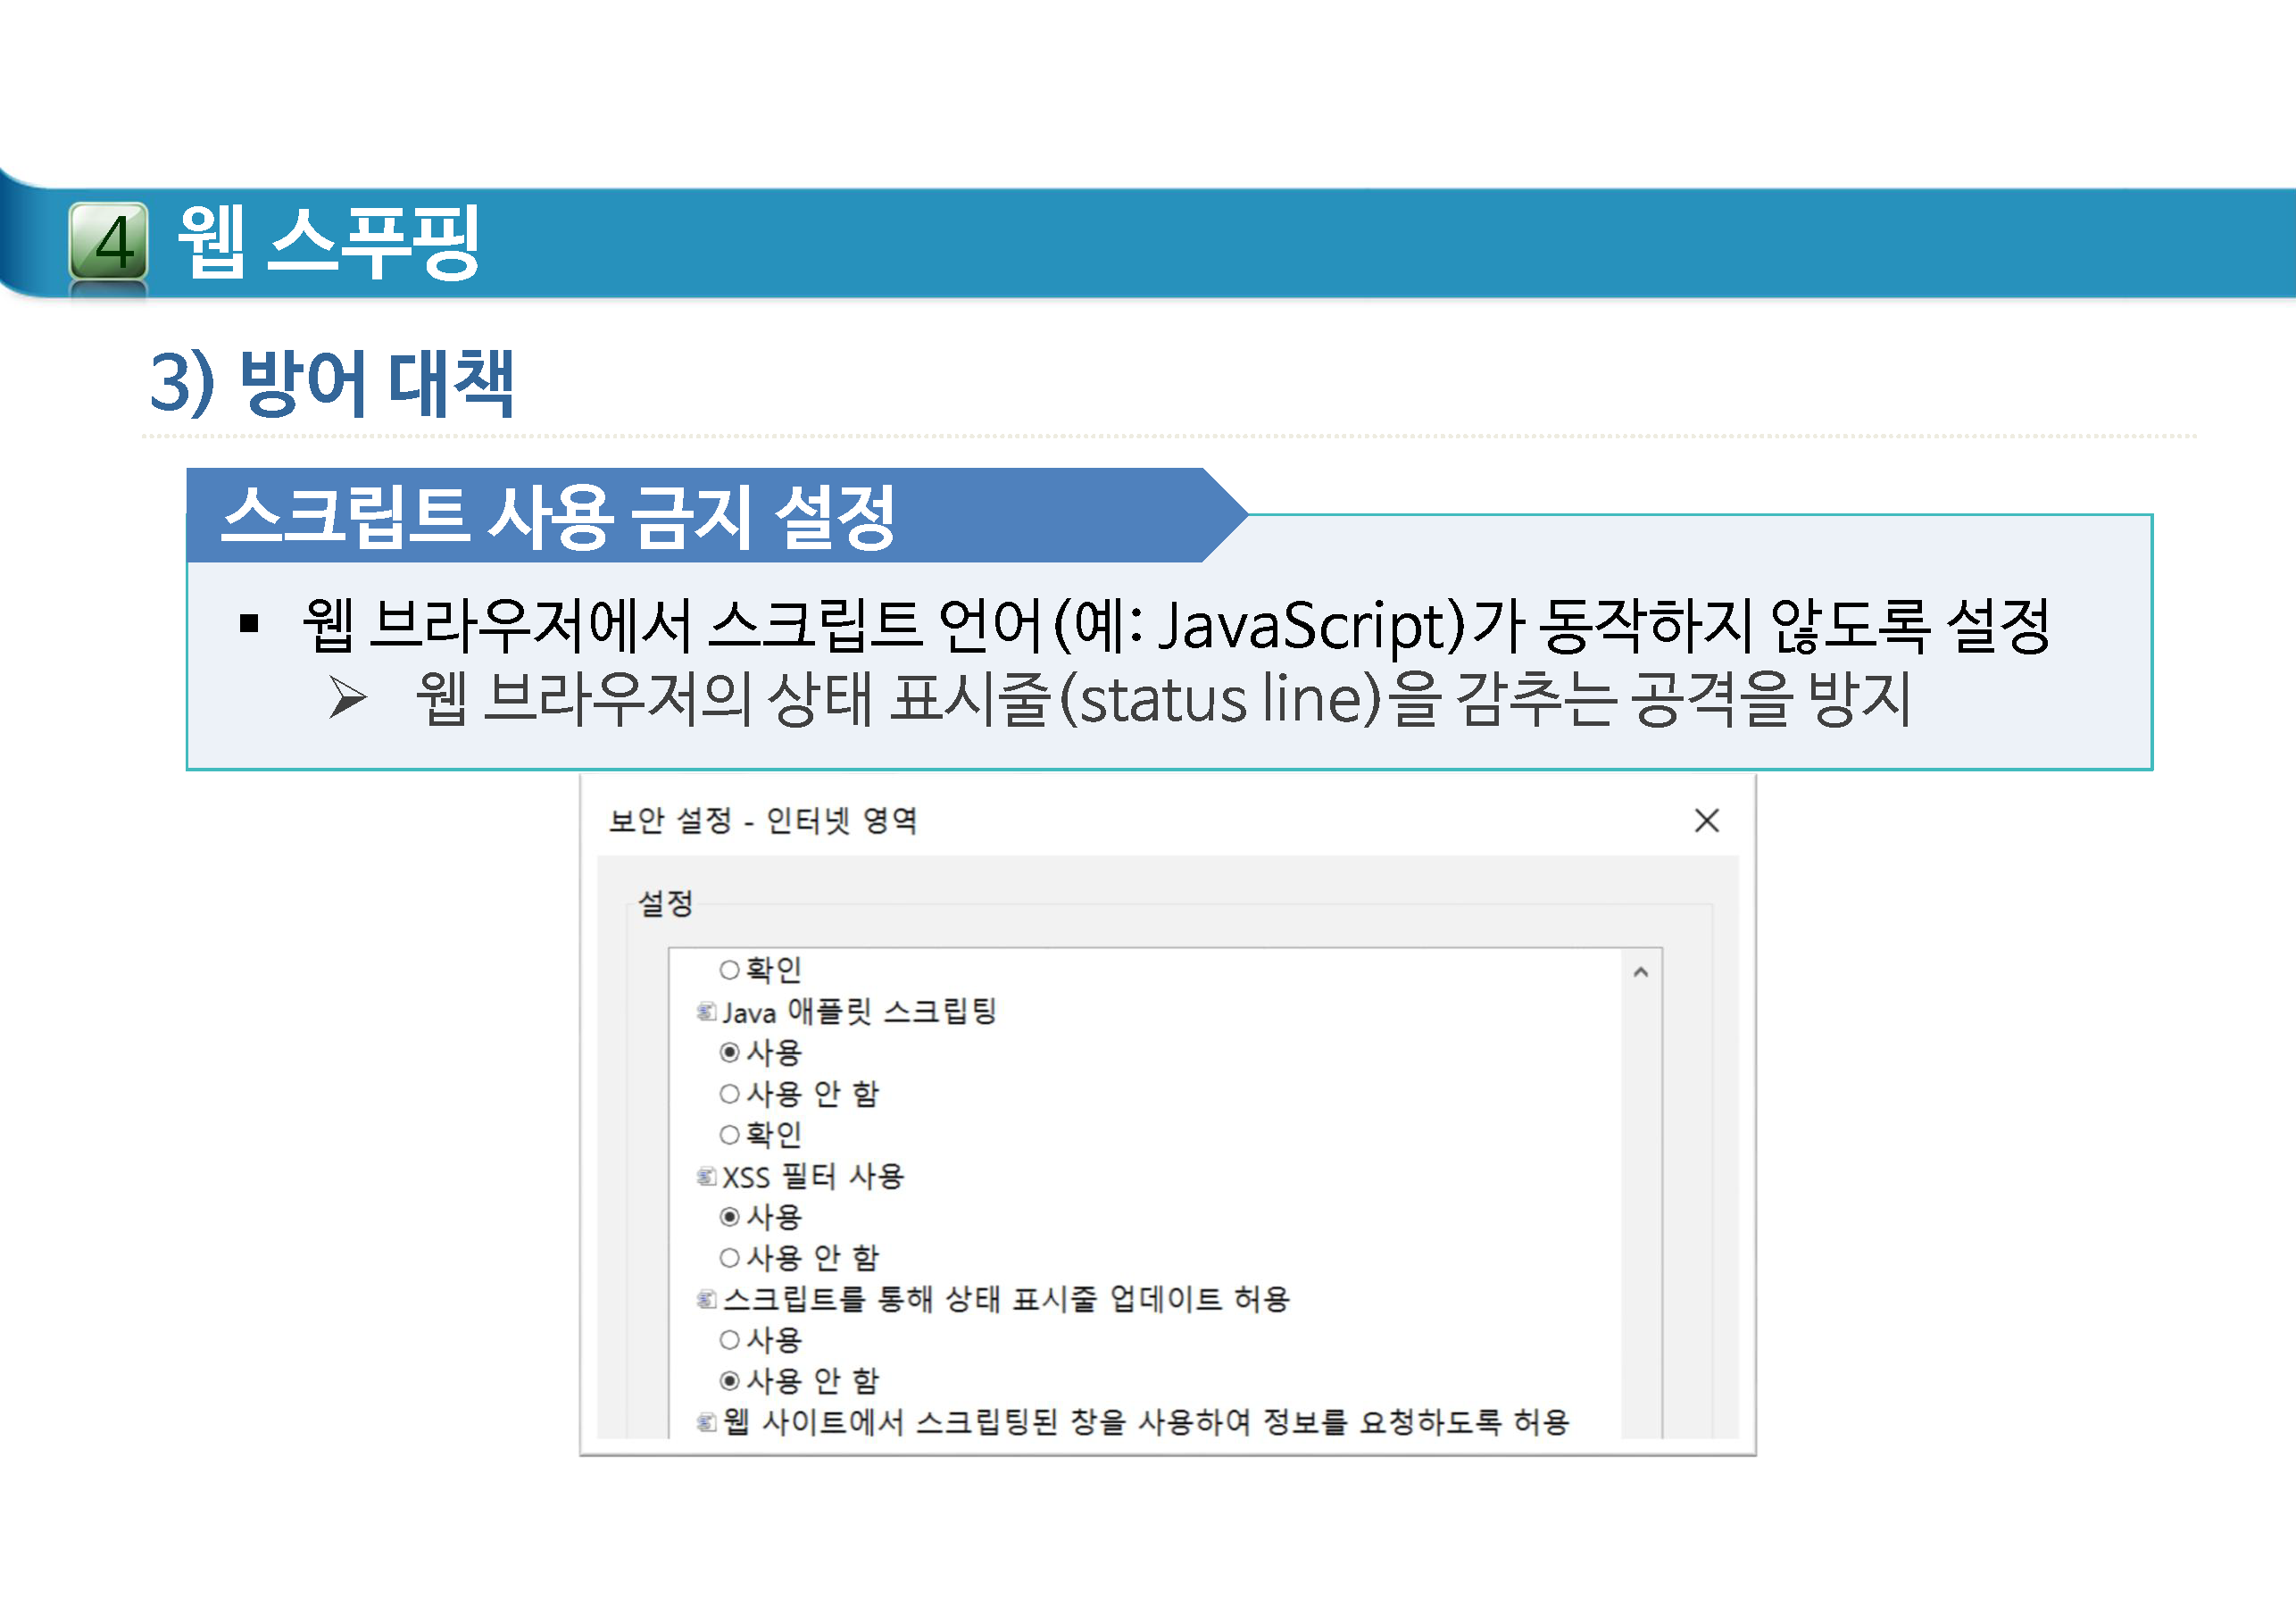 4 웹 스푸핑
3) 방어 대책
스크립트 사용 금지 설정
▪ 웹 브라우저에서 스크립트 언어(예: JavaScript)가 동작하지 않도록 설정
➢ 웹 브라우저의 상태 표시줄(status line)을 감추는 공격을 방지
보안 설정 - 인터넷 영역
설정
확인
Java 애플릿 스크립팅
사용
사용 안 함
확인
XSS 필터 사용
사용
사용 안 함
스크립트를 통해 상태 표시줄 업데이트 허용
사용
사용 안 함
웹 사이트에서 스크립팅된 창을 사용하여 정보를 요청하도록 허용